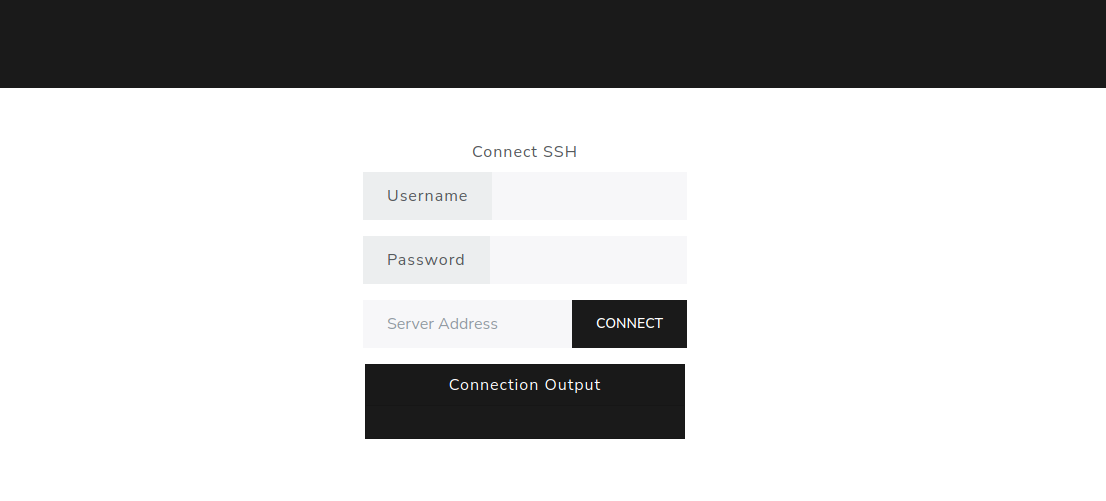 Connect SSH
Username
Password
Server Address
CONNECT
Connection Output